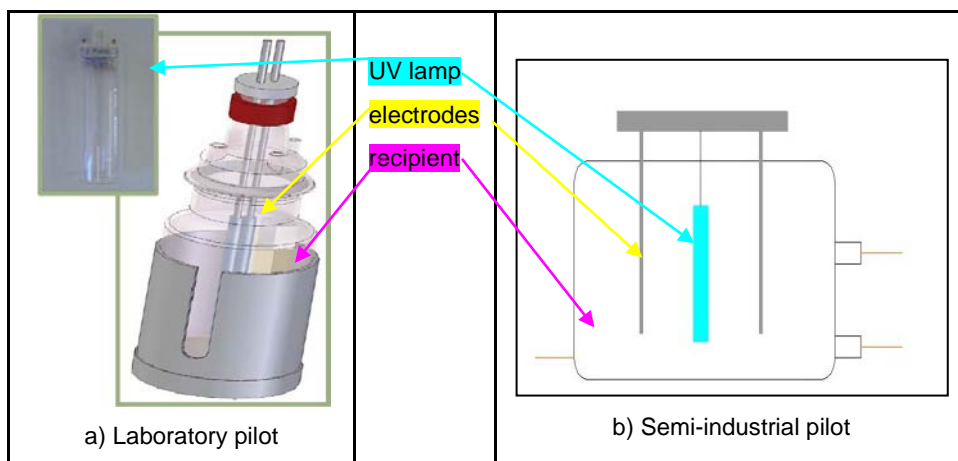 UV lamp
electrodes
recipient
a) Laboratory pilot
b) Semi-industrial pilot